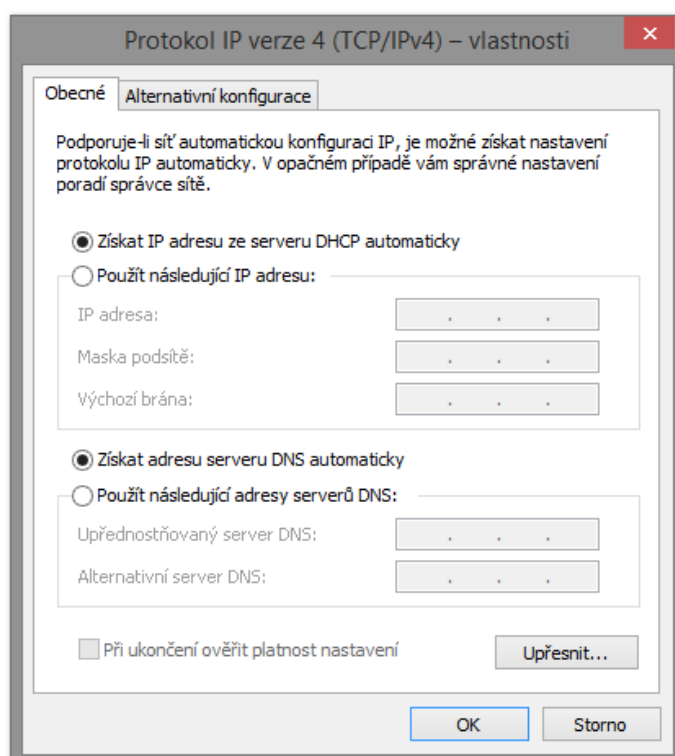 Protokol IP verze 4 (TCP/IPv4) – vlastnosti
Obecné
Alternativní konfigurace
Podporuje-li síť automatickou konfiguraci IP, je možné získat nastavení
protokolu IP automaticky. V opačném případě vám správné nastavení
poradí správce sítě.
Získat IP adresu ze serveru DHCP automaticky
Použít následující IP adresu:
IP adresa:
Maska podsítě:
Výchozí brána:
Získat adresu serveru DNS automaticky
Použít následující adresy serverů DNS:
Upřednostňovaný server DNS:
Alternativní server DNS:
Při ukončení ověřit platnost nastavení
Upřesnit...
OK
Storno